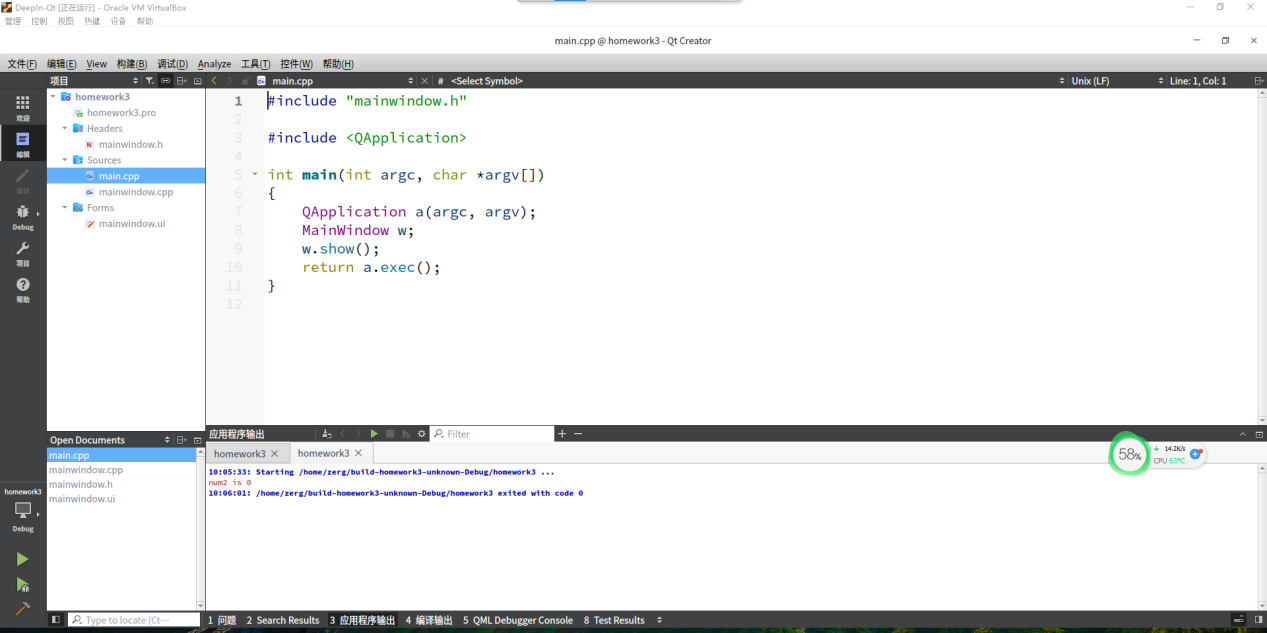 DeepIn-Qt [正在运行] - Oracle VM VirtualBox
管理 控制 视图 热键 设备 帮助
main.cpp @ homework3 - Qt Creator
文件(F) 编辑(E) View 构建(B) 调试(D) Analyze 工具(T) 控件(W) 帮助(H)
项目 main.cpp # <Select Symbol> Unix (LF) Line: 1, Col: 1
欢迎
编辑
设计
Debug
项目
帮助
homework3
homework3.pro
Headers
mainwindow.h
Sources
main.cpp
mainwindow.cpp
Forms
mainwindow.ui
1 #include "mainwindow.h"
2
3 #include <QApplication>
4
5 int main(int argc, char *argv[])
6 {
7 QApplication a(argc, argv);
8 MainWindow w;
9 w.show();
10 return a.exec();
11 }
12
Open Documents
main.cpp
mainwindow.cpp
mainwindow.h
mainwindow.ui
homework3
Debug
应用程序输出 Filter
homework3 homework3
10:05:33: Starting /home/zerg/build-homework3-unknown-Debug/homework3 ...
num2 is 0
10:06:01: /home/zerg/build-homework3-unknown-Debug/homework3 exited with code 0
58%
14.2K/s
CPU 63°C
Type to locate (Ct···
1 问题 2 Search Results 3 应用程序输出 4 编译输出 5 QML Debugger Console 8 Test Results